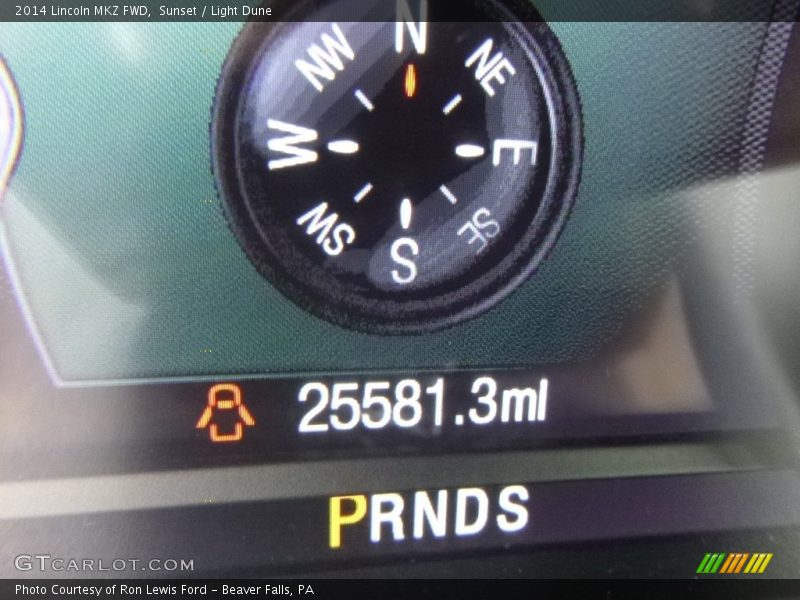 2014 Lincoln MKZ FWD,  Sunset / Light Dune
N
NW NE
W E
SW SE
S
25581.3ml
PRNDS
GTCARLOT.COM
Photo Courtesy of Ron Lewis Ford - Beaver Falls, PA